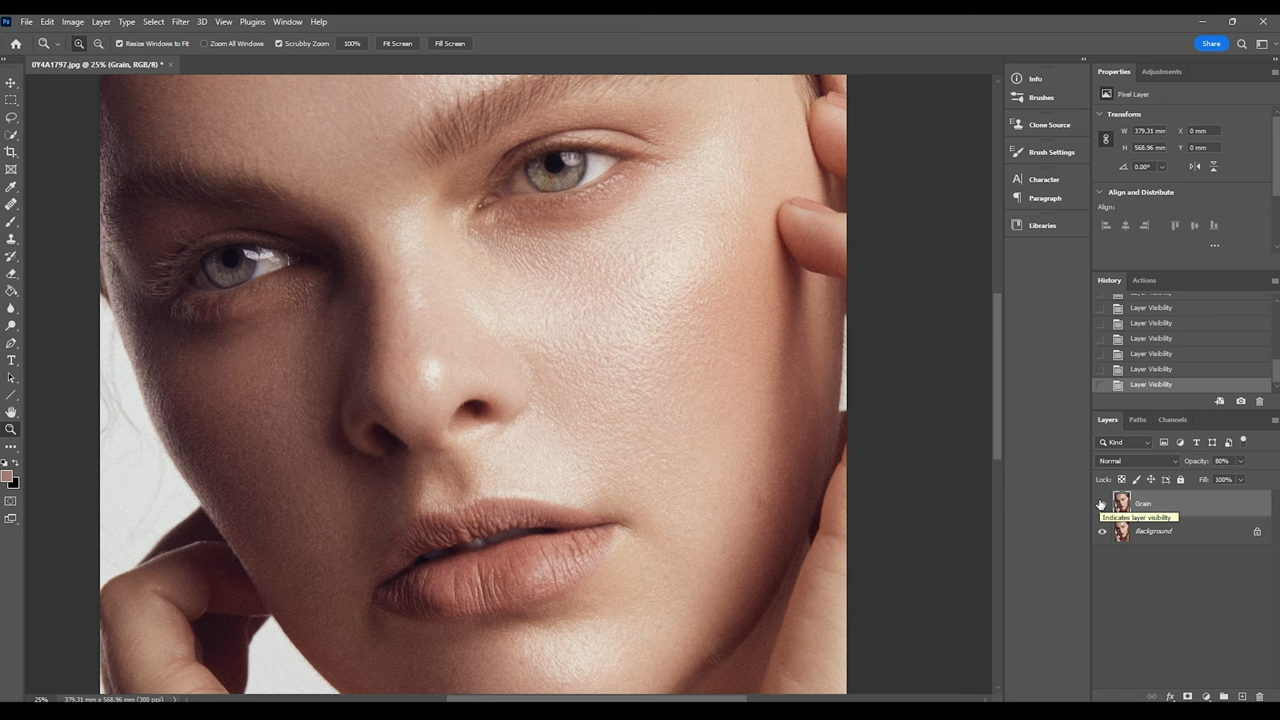 Ps File Edit Image Layer Type Select Filter 3D View Plugins Window Help
Resize Windows to Fit Zoom All Windows Scrubby Zoom 100% Fit Screen Fill Screen Share
0Y4A1797.jpg @ 25% (Grain, RGB/8) *
Info
Brushes
Clone Source
Brush Settings
Character
Paragraph
Libraries
Properties Adjustments
Pixel Layer
Transform
W 379.31 mm X 0 mm
H 568.96 mm Y 0 mm
0.00°
Align and Distribute
Align:
History Actions
Layer Visibility
Layer Visibility
Layer Visibility
Layer Visibility
Layer Visibility
Layer Visibility
Layers Paths Channels
Kind
Normal Opacity: 80%
Lock: Fill: 100%
Grain
Indicates layer visibility
Background
25% 379.31 mm x 568.96 mm (300 ppi)